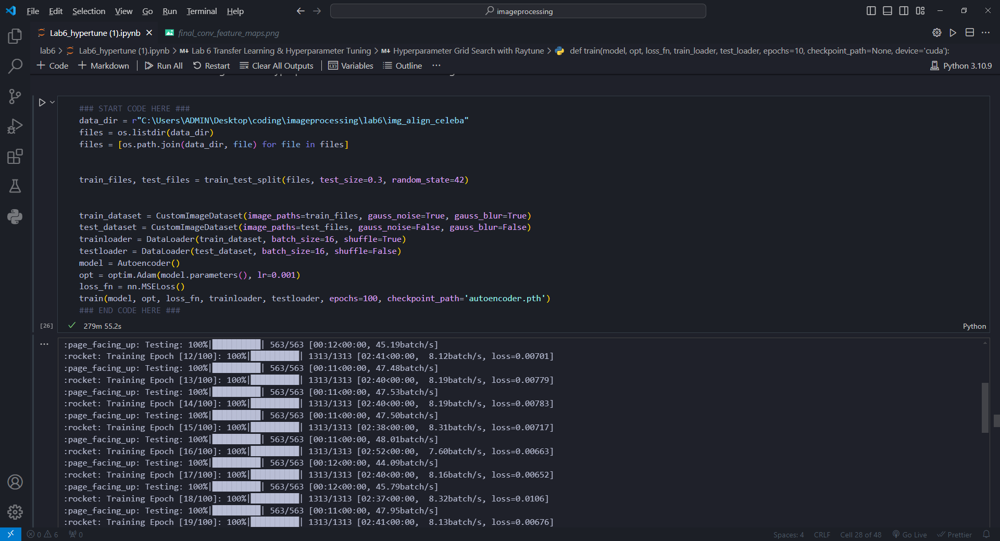 File Edit Selection View Go Run Terminal Help
imageprocessing
Lab6_hypertune (1).ipynb
final_conv_feature_maps.png
lab6 > Lab6_hypertune (1).ipynb > M↓ Lab 6 Transfer Learning & Hyperparameter Tuning > M↓ Hyperparameter Grid Search with Raytune > def train(model, opt, loss_fn, train_loader, test_loader, epochs=10, checkpoint_path=None, device='cuda'):
+ Code + Markdown | Run All Restart Clear All Outputs | Variables Outline ···
Python 3.10.9
### START CODE HERE ###
data_dir = r"C:\Users\ADMIN\Desktop\coding\imageprocessing\lab6\img_align_celeba"
files = os.listdir(data_dir)
files = [os.path.join(data_dir, file) for file in files]
train_files, test_files = train_test_split(files, test_size=0.3, random_state=42)
train_dataset = CustomImageDataset(image_paths=train_files, gauss_noise=True, gauss_blur=True)
test_dataset = CustomImageDataset(image_paths=test_files, gauss_noise=False, gauss_blur=False)
trainloader = DataLoader(train_dataset, batch_size=16, shuffle=True)
testloader = DataLoader(test_dataset, batch_size=16, shuffle=False)
model = Autoencoder()
opt = optim.Adam(model.parameters(), lr=0.001)
loss_fn = nn.MSELoss()
train(model, opt, loss_fn, trainloader, testloader, epochs=100, checkpoint_path='autoencoder.pth')
### END CODE HERE ###
[26] 279m 55.2s
Python
:page_facing_up: Testing: 100%|██████████| 563/563 [00:12<00:00, 45.19batch/s]
:rocket: Training Epoch [12/100]: 100%|██████████| 1313/1313 [02:41<00:00,  8.12batch/s, loss=0.00701]
:page_facing_up: Testing: 100%|██████████| 563/563 [00:11<00:00, 47.48batch/s]
:rocket: Training Epoch [13/100]: 100%|██████████| 1313/1313 [02:40<00:00,  8.19batch/s, loss=0.00779]
:page_facing_up: Testing: 100%|██████████| 563/563 [00:11<00:00, 47.53batch/s]
:rocket: Training Epoch [14/100]: 100%|██████████| 1313/1313 [02:40<00:00,  8.19batch/s, loss=0.00783]
:page_facing_up: Testing: 100%|██████████| 563/563 [00:11<00:00, 47.50batch/s]
:rocket: Training Epoch [15/100]: 100%|██████████| 1313/1313 [02:38<00:00,  8.31batch/s, loss=0.00717]
:page_facing_up: Testing: 100%|██████████| 563/563 [00:11<00:00, 48.01batch/s]
:rocket: Training Epoch [16/100]: 100%|██████████| 1313/1313 [02:52<00:00,  7.60batch/s, loss=0.00663]
:page_facing_up: Testing: 100%|██████████| 563/563 [00:12<00:00, 44.09batch/s]
:rocket: Training Epoch [17/100]: 100%|██████████| 1313/1313 [02:40<00:00,  8.16batch/s, loss=0.00652]
:page_facing_up: Testing: 100%|██████████| 563/563 [00:12<00:00, 45.79batch/s]
:rocket: Training Epoch [18/100]: 100%|██████████| 1313/1313 [02:37<00:00,  8.32batch/s, loss=0.0106]
:page_facing_up: Testing: 100%|██████████| 563/563 [00:11<00:00, 47.95batch/s]
:rocket: Training Epoch [19/100]: 100%|██████████| 1313/1313 [02:41<00:00,  8.13batch/s, loss=0.00676]
0 6 0
Spaces: 4 CRLF Cell 28 of 48 Go Live Prettier